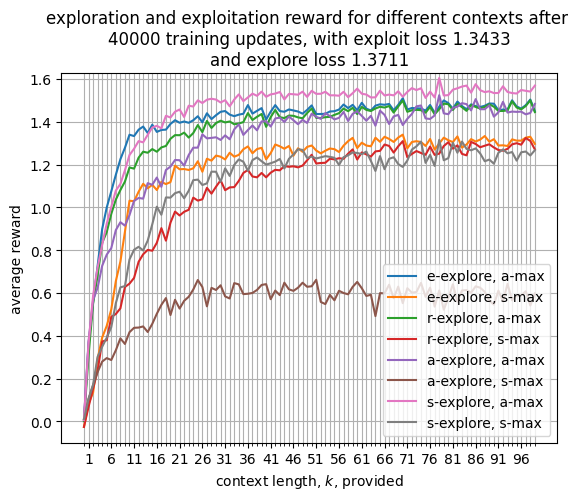 exploration and exploitation reward for different contexts after
40000 training updates, with exploit loss 1.3433
and explore loss 1.3711
1.6
1.4
1.2
1.0
0.8
0.6
0.4
0.2
0.0
average reward
e-explore, a-max
e-explore, s-max
r-explore, a-max
r-explore, s-max
a-explore, a-max
a-explore, s-max
s-explore, a-max
s-explore, s-max
1 6 11 16 21 26 31 36 41 46 51 56 61 66 71 76 81 86 91 96
context length, k, provided